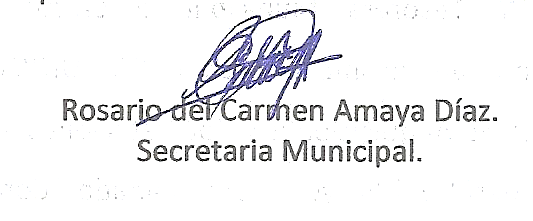 Rosario del Carmen Amaya Díaz.
Secretaria Municipal.